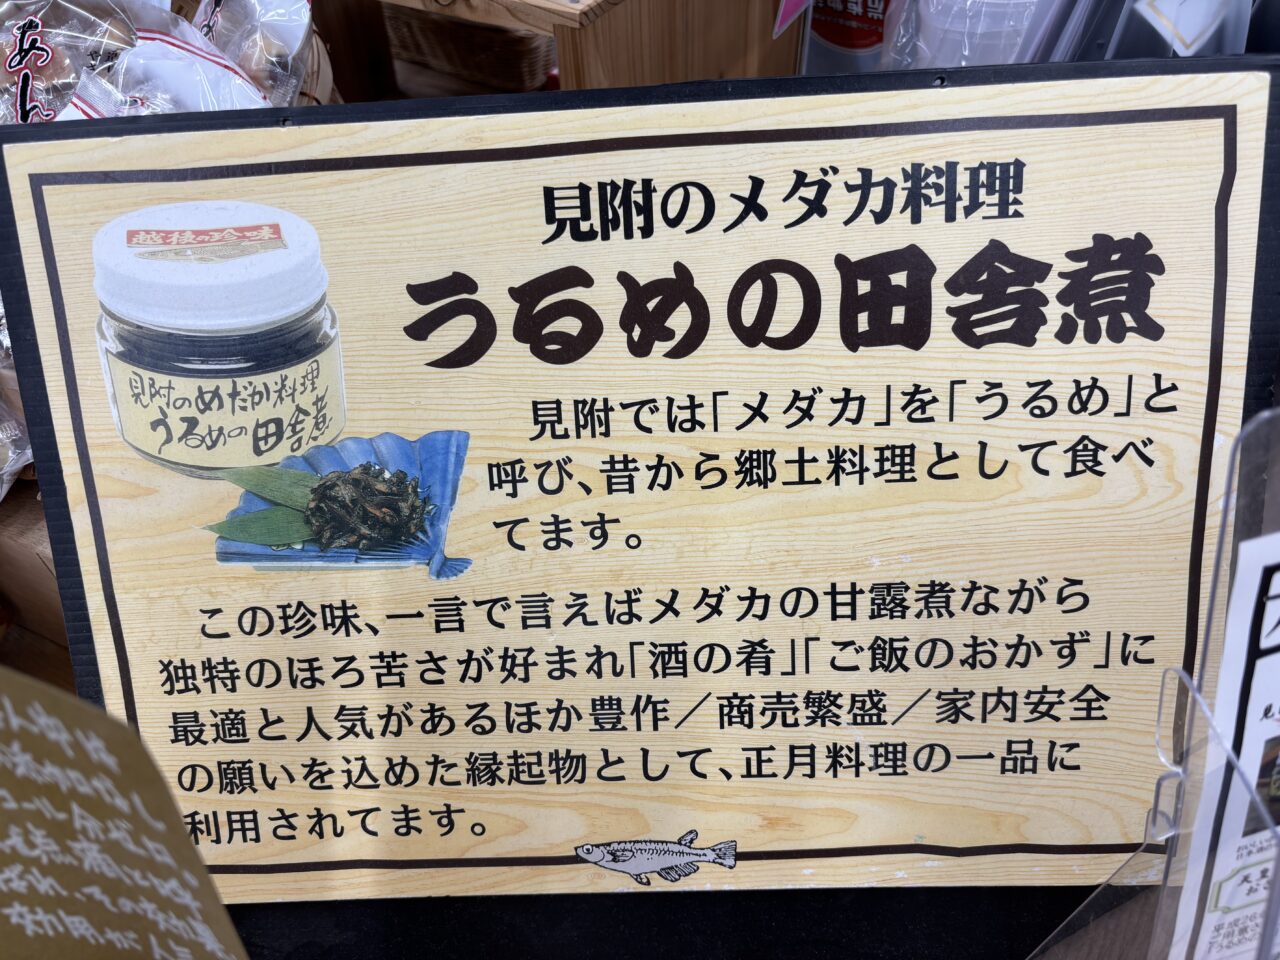 あん
見附のメダカ料理
うるめの田舎煮
越後の珍味
見附のめだか料理
うるめの田舎煮
見附では「メダカ」を「うるめ」と
呼び、昔から郷土料理として食べ
てます。
この珍味、一言で言えばメダカの甘露煮ながら
独特のほろ苦さが好まれ「酒の肴」「ご飯のおかず」に
最適と人気があるほか豊作／商売繁盛／家内安全
の願いを込めた縁起物として、正月料理の一品に
利用されてます。